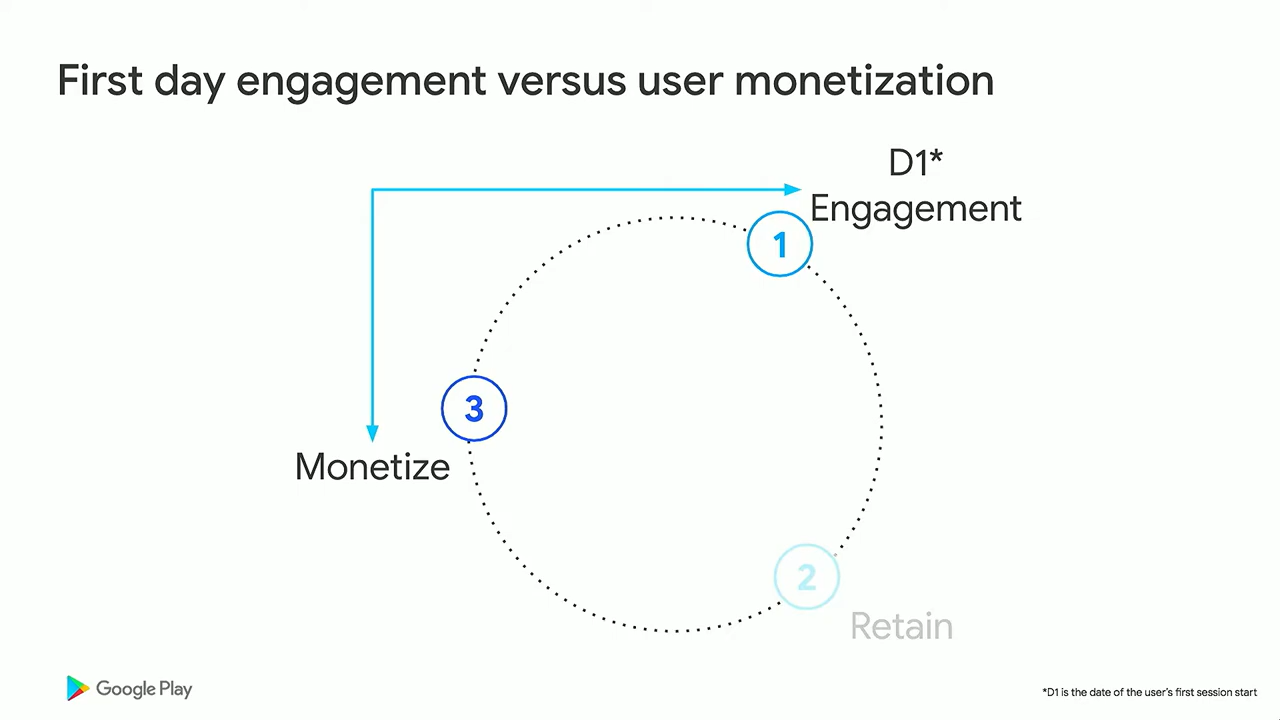 First day engagement versus user monetization
D1*
Engagement
1
3
Monetize
2
Retain
Google Play
*D1 is the date of the user's first session start